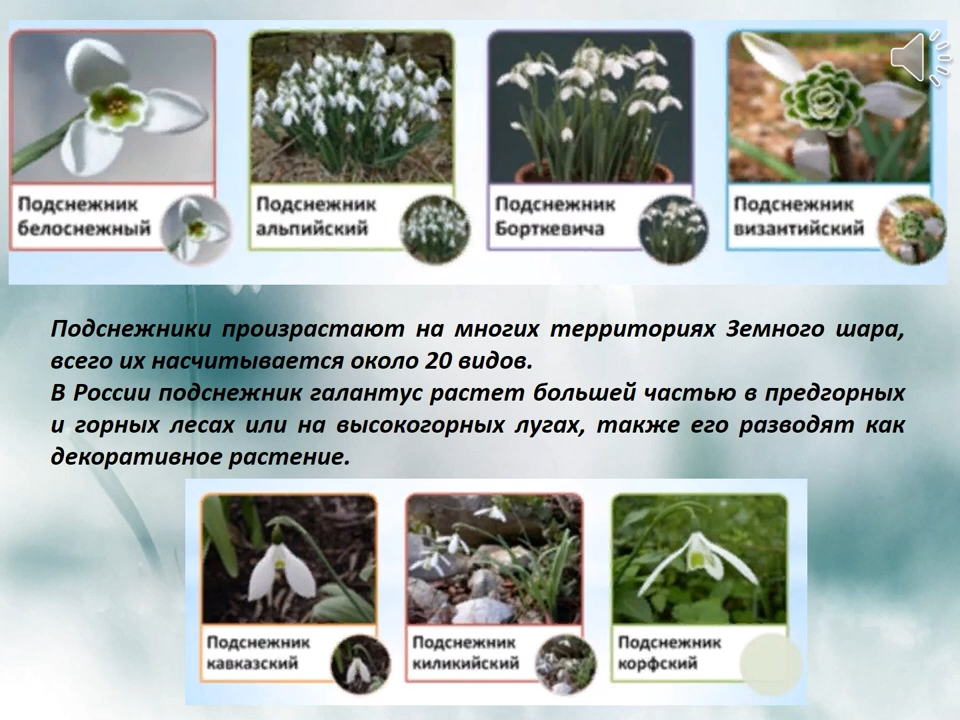 Подснежник
белоснежный
Подснежник
альпийский
Подснежник
Борткевича
Подснежник
византийский
Подснежники произрастают на многих территориях Земного шара,
всего их насчитывается около 20 видов.
В России подснежник галантус растет большей частью в предгорных
и горных лесах или на высокогорных лугах, также его разводят как
декоративное растение.
Подснежник
кавказский
Подснежник
киликийский
Подснежник
корфский